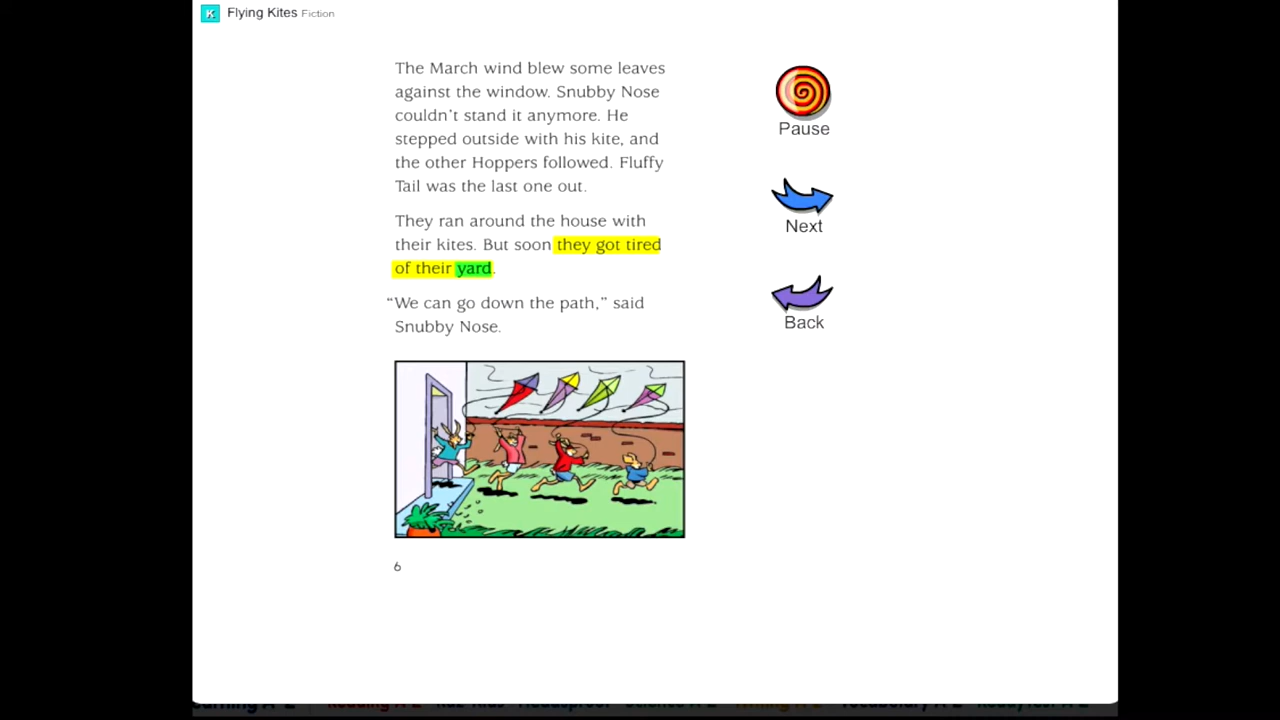 K Flying Kites Fiction
The March wind blew some leaves
against the window. Snubby Nose
couldn't stand it anymore. He
stepped outside with his kite, and
the other Hoppers followed. Fluffy
Tail was the last one out.
They ran around the house with
their kites. But soon they got tired
of their yard.
“We can go down the path,” said
Snubby Nose.
6
Pause
Next
Back